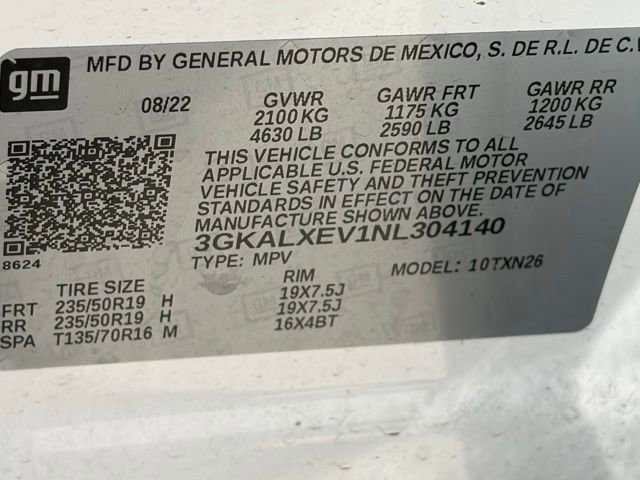 gm
MFD BY GENERAL MOTORS DE MEXICO, S. DE R.L. DE C.V
08/22 GVWR GAWR FRT GAWR RR
2100 KG 1175 KG 1200 KG
4630 LB 2590 LB 2645 LB
THIS VEHICLE CONFORMS TO ALL
APPLICABLE U.S. FEDERAL MOTOR
VEHICLE SAFETY AND THEFT PREVENTION
STANDARDS IN EFFECT ON THE DATE OF
MANUFACTURE SHOWN ABOVE.
3GKALXEV1NL304140
8624
TYPE: MPV MODEL: 10TXN26
TIRE SIZE RIM
FRT 235/50R19 H 19X7.5J
RR 235/50R19 H 19X7.5J
SPA T135/70R16 M 16X4BT